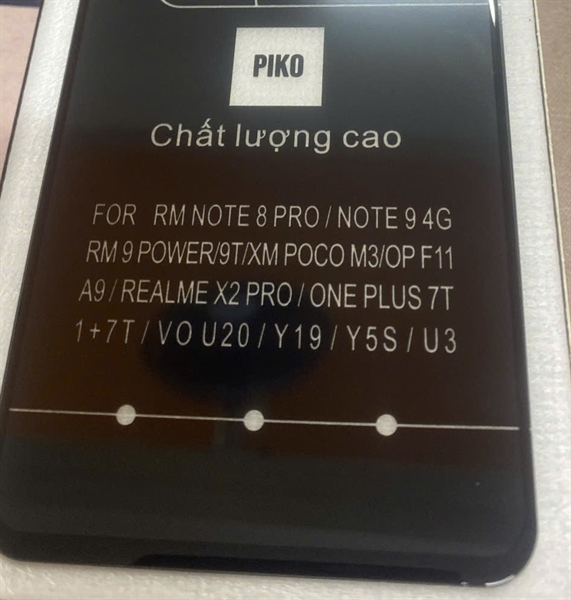 PIKO
Chất lượng cao
FOR RM NOTE 8 PRO / NOTE 9 4G
RM 9 POWER/9T/XM POCO M3/OP F11
A9 / REALME X2 PRO / ONE PLUS 7T
1+7T / VO U20 / Y19 / Y5S / U3